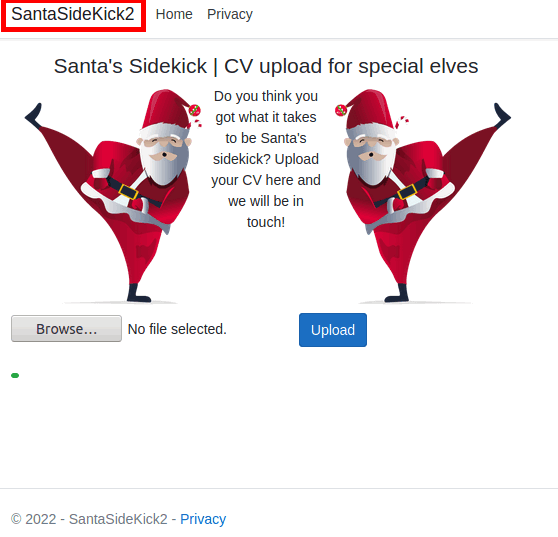 SantaSideKick2 Home Privacy
Santa's Sidekick | CV upload for special elves
Do you think you
got what it takes
to be Santa's
sidekick? Upload
your CV here and
we will be in
touch!
Browse... No file selected. Upload
© 2022 - SantaSideKick2 - Privacy